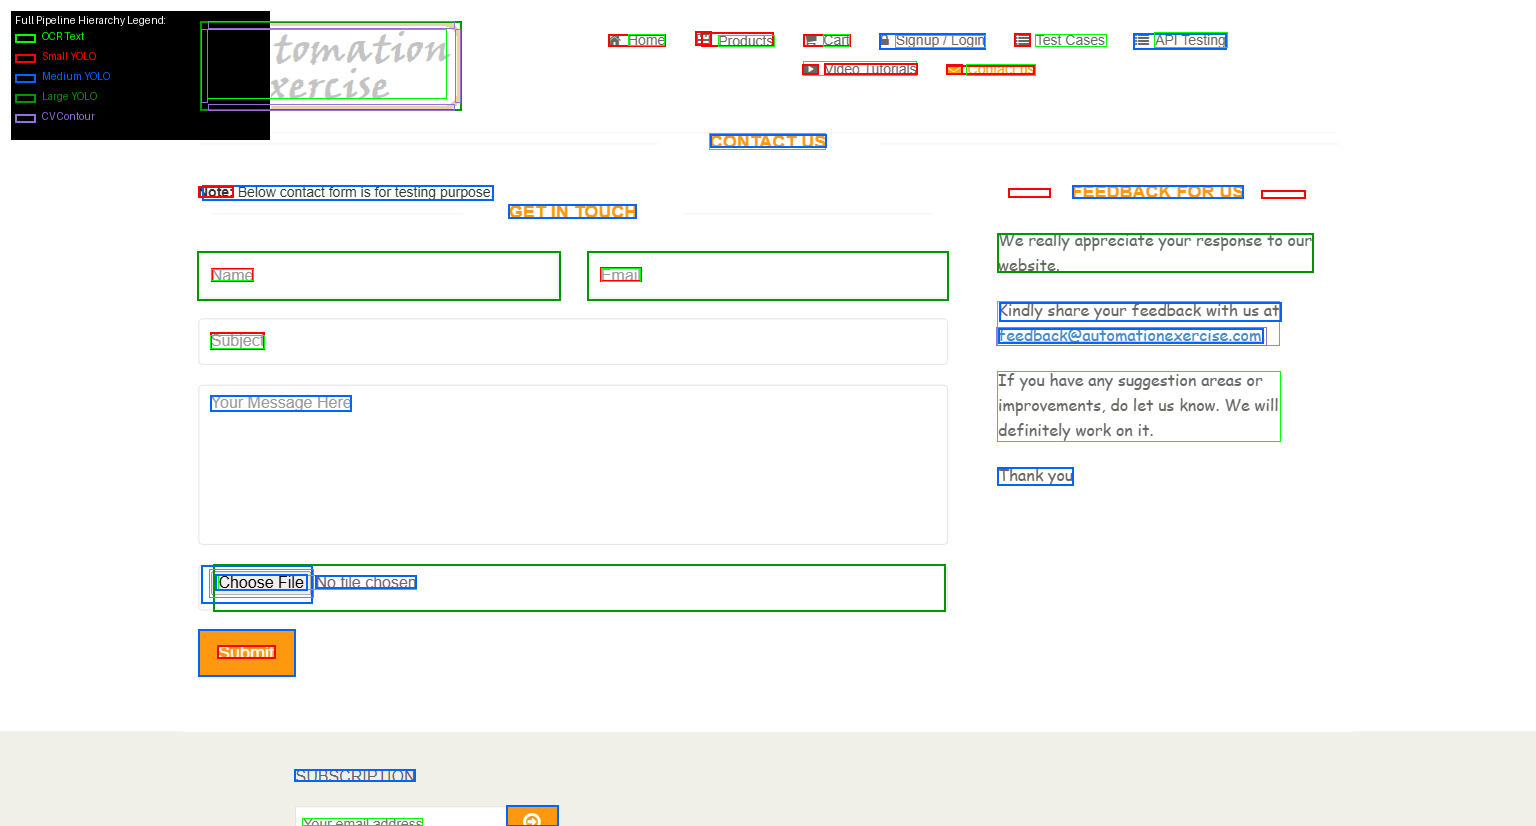 Full Pipeline Hierarchy Legend:
OCR Text
Small YOLO
Medium YOLO
Large YOLO
CV Contour
tomation
xercise
Home
Products
Cart
Signup / Login
Test Cases
API Testing
Video Tutorials
Contact us
CONTACT US
Note: Below contact form is for testing purpose.
GET IN TOUCH
Name
Email
Subject
Your Message Here
Choose File No file chosen
Submit
FEEDBACK FOR US
We really appreciate your response to our
website.
Kindly share your feedback with us at
feedback@automationexercise.com.
If you have any suggestion areas or
improvements, do let us know. We will
definitely work on it.
Thank you
SUBSCRIPTION
Your email address